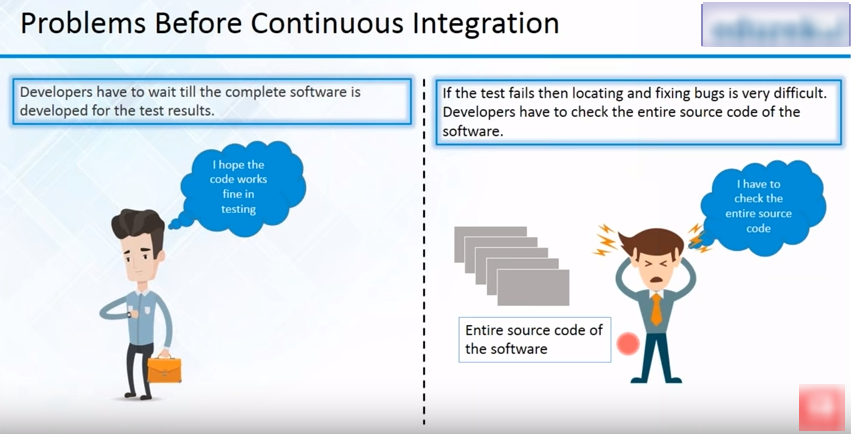 Problems Before Continuous Integration
Developers have to wait till the complete software is
developed for the test results.
I hope the
code works
fine in
testing
If the test fails then locating and fixing bugs is very difficult.
Developers have to check the entire source code of the
software.
I have to
check the
entire source
code
Entire source code of
the software